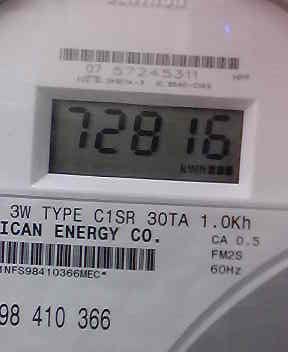 07 57245311
72816
kWh
3W TYPE C1SR 30TA 1.0Kh
ICAN ENERGY CO.
CA 0.5
FM2S
60Hz
1NFS98410366MEC*
98 410 366